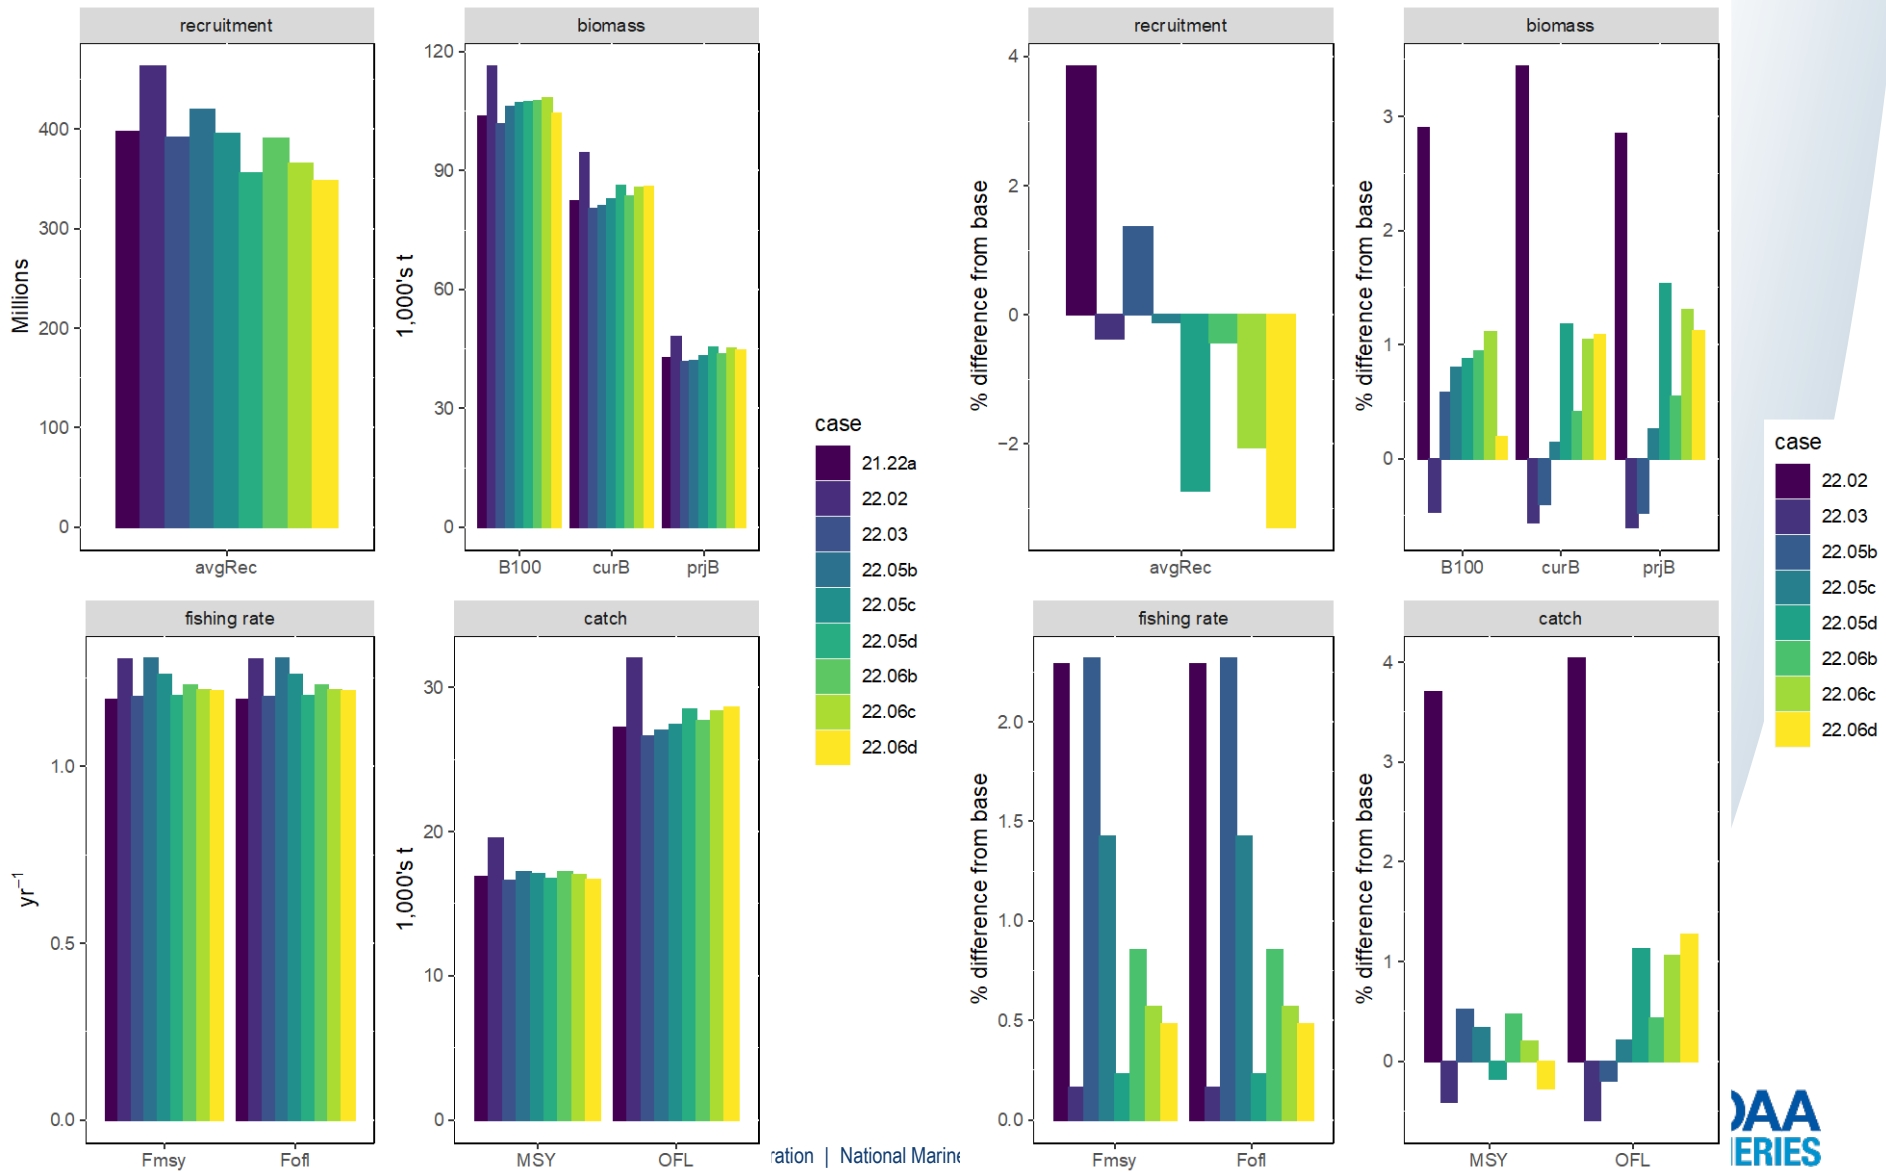 recruitment
biomass
recruitment
biomass
Millions
400
300
200
100
0
avgRec
1,000's t
120
90
60
30
0
B100
curB
prjB
% difference from base
4
2
0
−2
avgRec
% difference from base
3
2
1
0
B100
curB
prjB
case
21.22a
22.02
22.03
22.05b
22.05c
22.05d
22.06b
22.06c
22.06d
case
22.02
22.03
22.05b
22.05c
22.05d
22.06b
22.06c
22.06d
fishing rate
catch
fishing rate
catch
yr⁻¹
1.0
0.5
0.0
Fmsy
Fofl
1,000's t
30
20
10
0
MSY
OFL
% difference from base
2.0
1.5
1.0
0.5
0.0
Fmsy
Fofl
% difference from base
4
3
2
1
0
MSY
OFL
ration | National Marine
OAA
ERIES